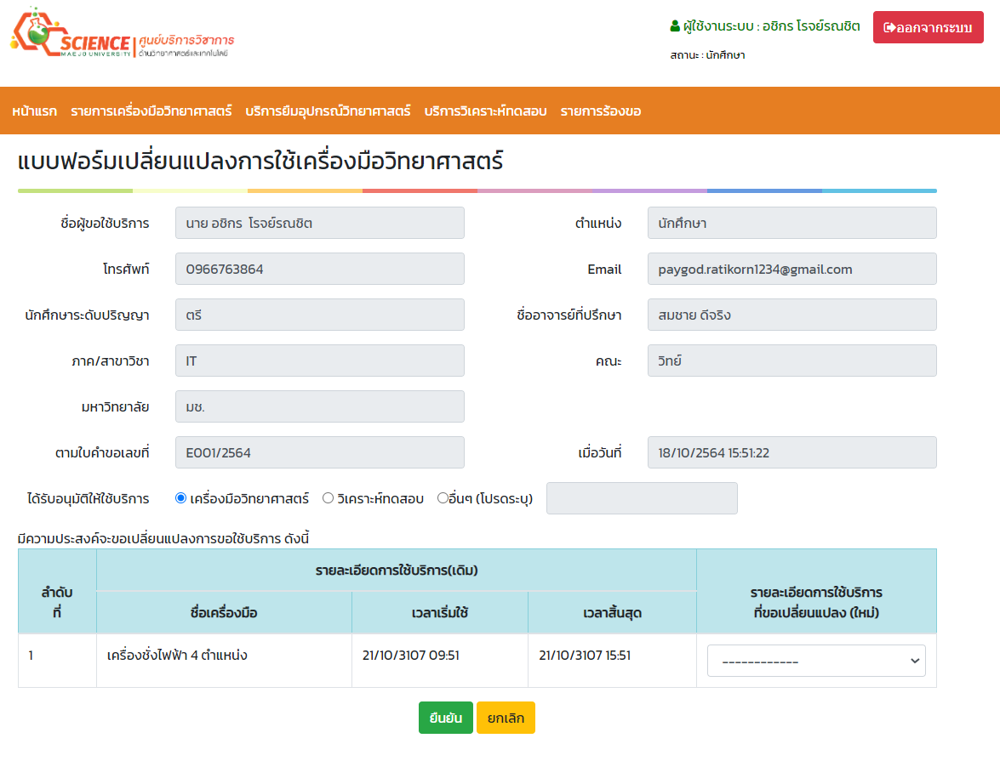 SCIENCE
MAEJO UNIVERSITY
ศูนย์บริการวิชาการ
ด้านวิทยาศาสตร์และเทคโนโลยี
ผู้ใช้งานระบบ : อชิกร โรจย์รณชิต
ออกจากระบบ
สถานะ : นักศึกษา
หน้าแรก รายการเครื่องมือวิทยาศาสตร์ บริการยืมอุปกรณ์วิทยาศาสตร์ บริการวิเคราะห์ทดสอบ รายการร้องขอ
แบบฟอร์มเปลี่ยนแปลงการใช้เครื่องมือวิทยาศาสตร์
ชื่อผู้ขอใช้บริการ นาย อชิกร โรจย์รณชิต ตำแหน่ง นักศึกษา
โทรศัพท์ 0966763864 Email paygod.ratikorn1234@gmail.com
นักศึกษาระดับปริญญา ตรี ชื่ออาจารย์ที่ปรึกษา สมชาย ดีจริง
ภาค/สาขาวิชา IT คณะ วิทย์
มหาวิทยาลัย มช.
ตามใบคำขอเลขที่ E001/2564 เมื่อวันที่ 18/10/2564 15:51:22
ได้รับอนุมัติให้ใช้บริการ เครื่องมือวิทยาศาสตร์ วิเคราะห์ทดสอบ อื่นๆ (โปรดระบุ)
มีความประสงค์จะขอเปลี่ยนแปลงการขอใช้บริการ ดังนี้
ลำดับ
ที่
รายละเอียดการใช้บริการ(เดิม)
รายละเอียดการใช้บริการ
ที่ขอเปลี่ยนแปลง (ใหม่)
ชื่อเครื่องมือ เวลาเริ่มใช้ เวลาสิ้นสุด
1 เครื่องชั่งไฟฟ้า 4 ตำแหน่ง 21/10/3107 09:51 21/10/3107 15:51 ------------
ยืนยัน ยกเลิก